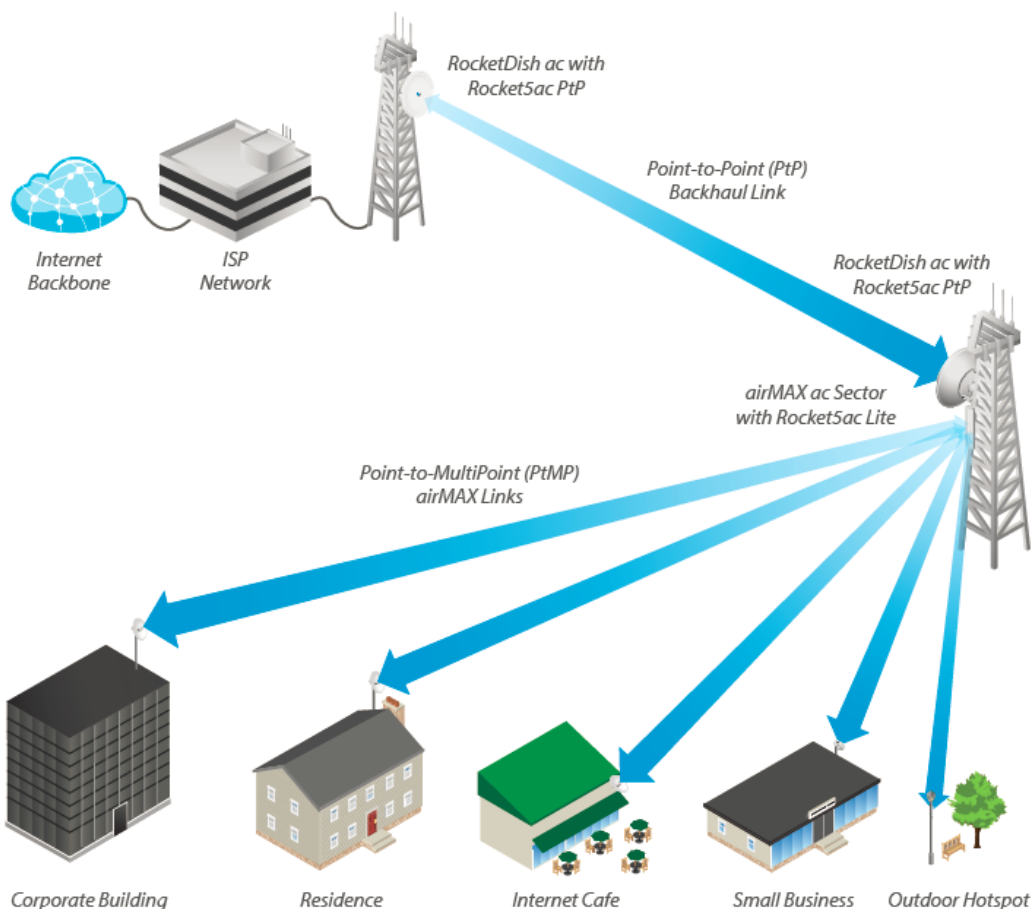 RocketDish ac with
Rocket5ac PtP
Point-to-Point (PtP)
Backhaul Link
Internet
Backbone
ISP
Network
RocketDish ac with
Rocket5ac PtP
airMAX ac Sector
with Rocket5ac Lite
Point-to-MultiPoint (PtMP)
airMAX Links
Corporate Building
Residence
Internet Cafe
Small Business
Outdoor Hotspot